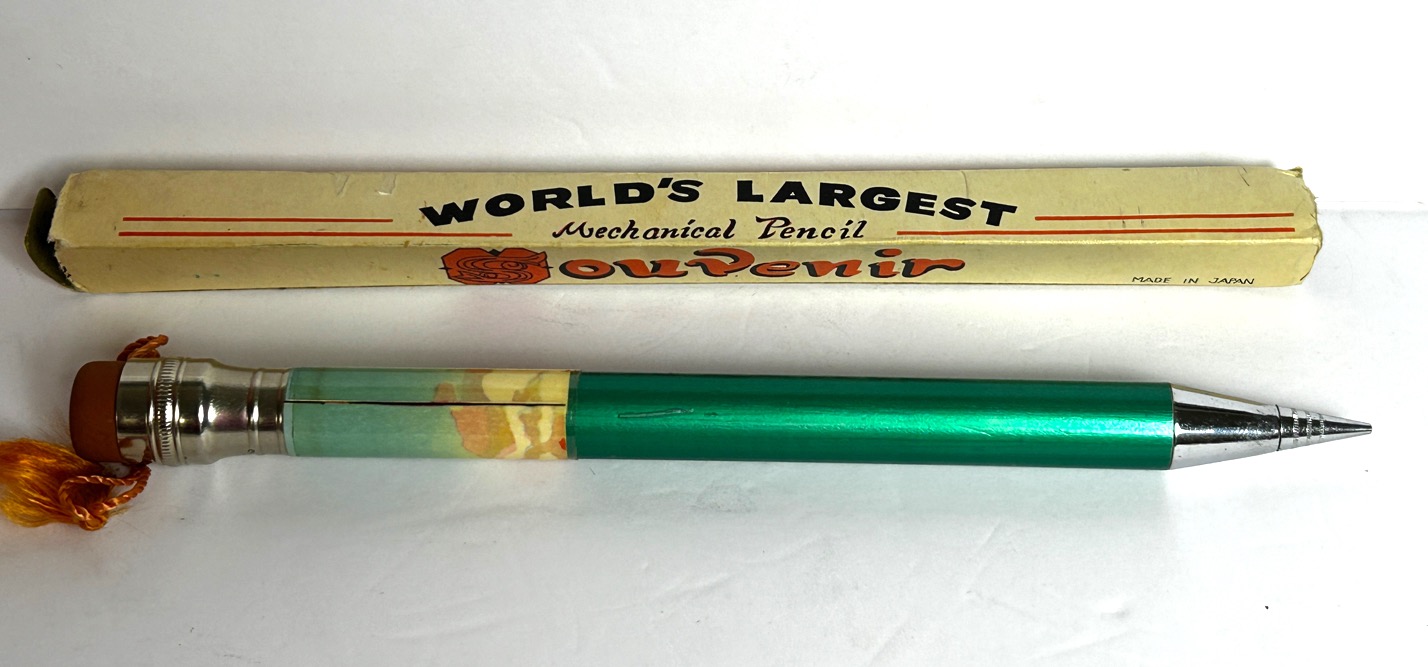 WORLD'S LARGEST
Mechanical Pencil
Souvenir
MADE IN JAPAN